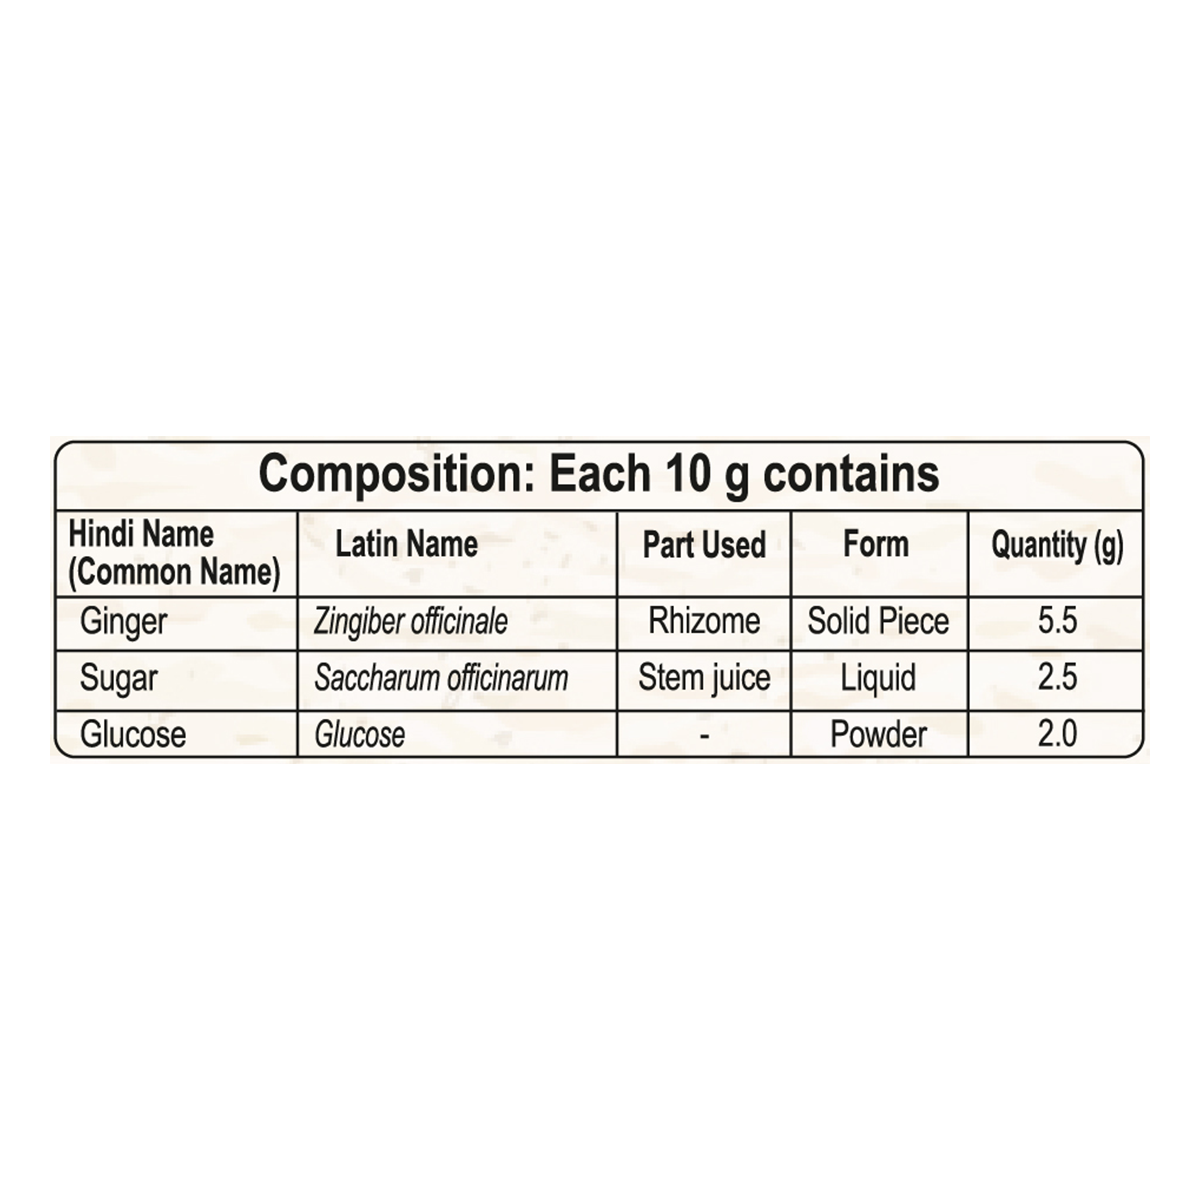 Composition: Each 10 g contains
Hindi Name (Common Name) Latin Name Part Used Form Quantity (g)
Ginger Zingiber officinale Rhizome Solid Piece 5.5
Sugar Saccharum officinarum Stem juice Liquid 2.5
Glucose Glucose - Powder 2.0